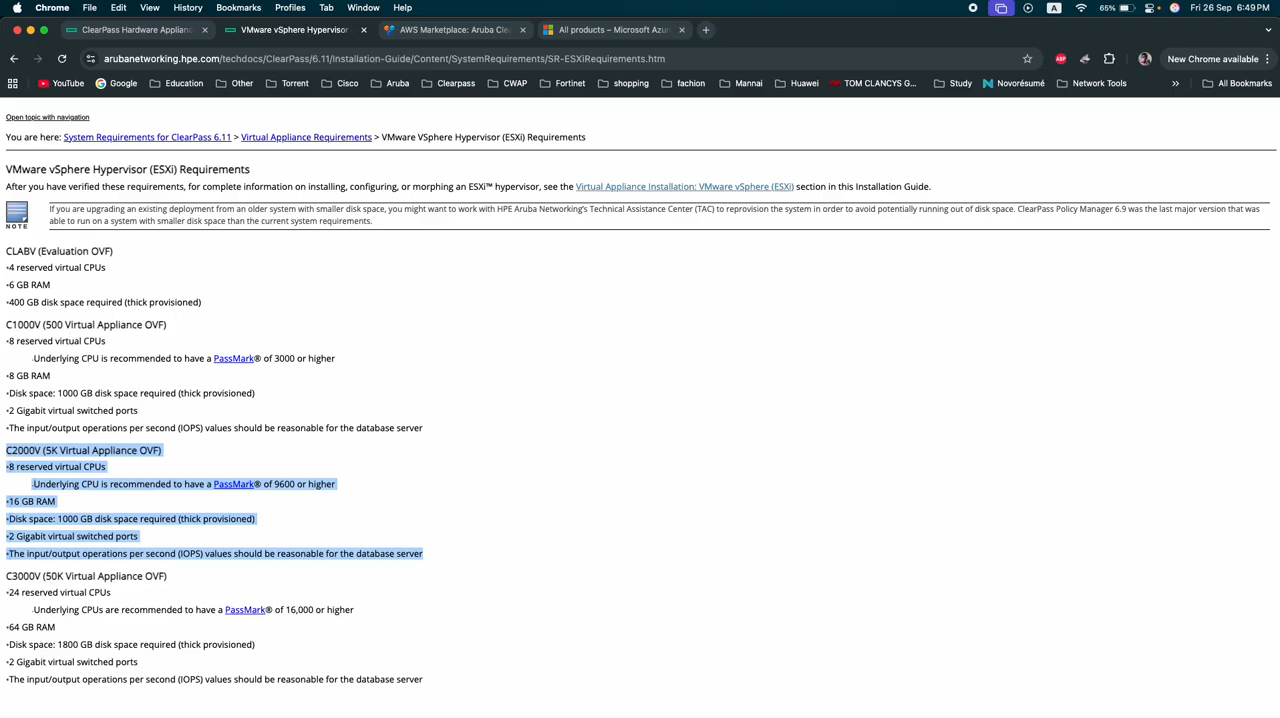 Chrome File Edit View History Bookmarks Profiles Tab Window Help A 65% Fri 26 Sep 6:49 PM
ClearPass Hardware Applianc × VMware vSphere Hypervisor × AWS Marketplace: Aruba Cle × All products – Microsoft Azur × +
arubanetworking.hpe.com/techdocs/ClearPass/6.11/Installation-Guide/Content/SystemRequirements/SR-ESXiRequirements.htm ABP New Chrome available
YouTube Google Education Other Torrent Cisco Aruba Clearpass CWAP Fortinet shopping fachion Mannai Huawei TOM CLANCYS G... Study Novorésumé Network Tools » All Bookmarks
Open topic with navigation
You are here: System Requirements for ClearPass 6.11 > Virtual Appliance Requirements > VMware VSphere Hypervisor (ESXi) Requirements
VMware vSphere Hypervisor (ESXi) Requirements
After you have verified these requirements, for complete information on installing, configuring, or morphing an ESXi™ hypervisor, see the Virtual Appliance Installation: VMware vSphere (ESXi) section in this Installation Guide.
NOTE
If you are upgrading an existing deployment from an older system with smaller disk space, you might want to work with HPE Aruba Networking's Technical Assistance Center (TAC) to reprovision the system in order to avoid potentially running out of disk space. ClearPass Policy Manager 6.9 was the last major version that was
able to run on a system with smaller disk space than the current system requirements.
CLABV (Evaluation OVF)
•4 reserved virtual CPUs
•6 GB RAM
•400 GB disk space required (thick provisioned)
C1000V (500 Virtual Appliance OVF)
•8 reserved virtual CPUs
Underlying CPU is recommended to have a PassMark® of 3000 or higher
•8 GB RAM
•Disk space: 1000 GB disk space required (thick provisioned)
•2 Gigabit virtual switched ports
•The input/output operations per second (IOPS) values should be reasonable for the database server
C2000V (5K Virtual Appliance OVF)
•8 reserved virtual CPUs
Underlying CPU is recommended to have a PassMark® of 9600 or higher
•16 GB RAM
•Disk space: 1000 GB disk space required (thick provisioned)
•2 Gigabit virtual switched ports
•The input/output operations per second (IOPS) values should be reasonable for the database server
C3000V (50K Virtual Appliance OVF)
•24 reserved virtual CPUs
Underlying CPUs are recommended to have a PassMark® of 16,000 or higher
•64 GB RAM
•Disk space: 1800 GB disk space required (thick provisioned)
•2 Gigabit virtual switched ports
•The input/output operations per second (IOPS) values should be reasonable for the database server